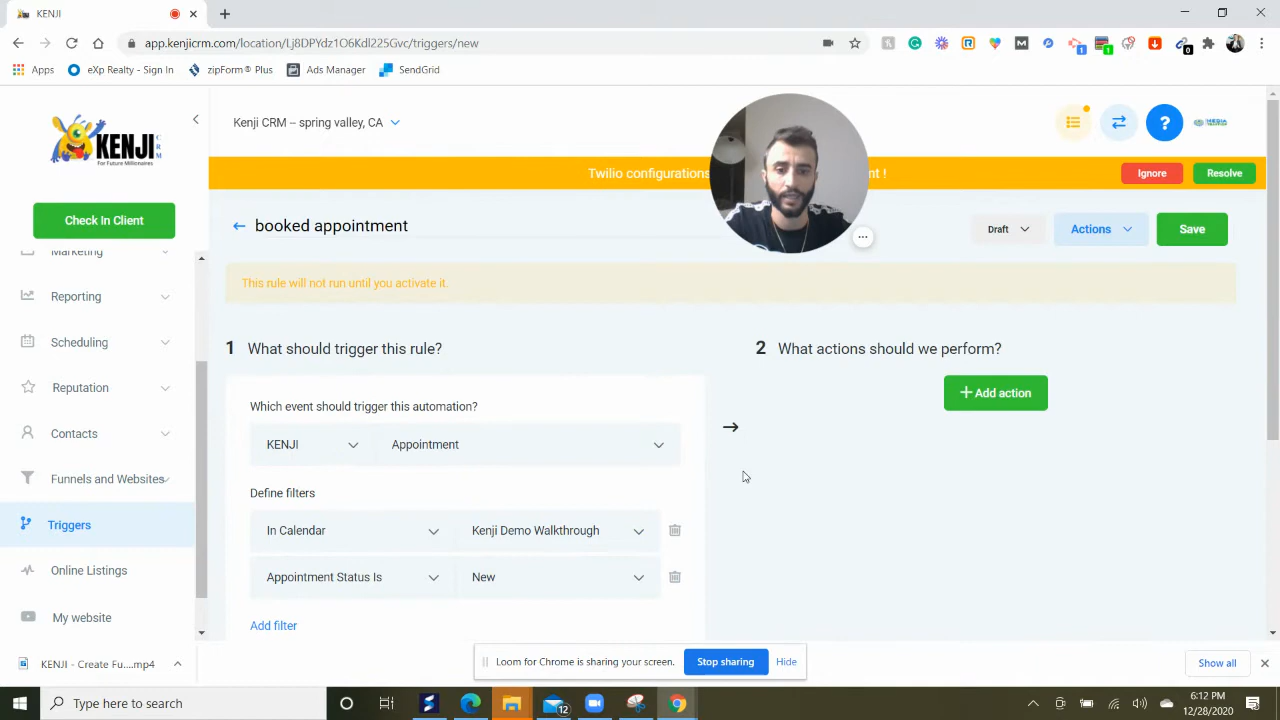 KENJI
app.kenjicrm.com/location/Lj8DPYdz1O6Kdl225Gvc/triggers/new
Apps
eXp Realty - Sign In
zipForm® Plus
Ads Manager
SendGrid
KENJI CRM
For Future Millionaires
Kenji CRM -- spring valley, CA
MEDIA
Twilio configurations
nt !
Ignore
Resolve
Check In Client
booked appointment
Draft
Actions
Save
Marketing
Reporting
Scheduling
Reputation
Contacts
Funnels and Websites
Triggers
Online Listings
My website
This rule will not run until you activate it.
1 What should trigger this rule?
2 What actions should we perform?
Which event should trigger this automation?
+ Add action
KENJI
Appointment
Define filters
In Calendar
Kenji Demo Walkthrough
Appointment Status Is
New
Add filter
Loom for Chrome is sharing your screen.
Stop sharing
Hide
KENJI - Create Fu....mp4
Show all
Type here to search
12
6:12 PM
12/28/2020